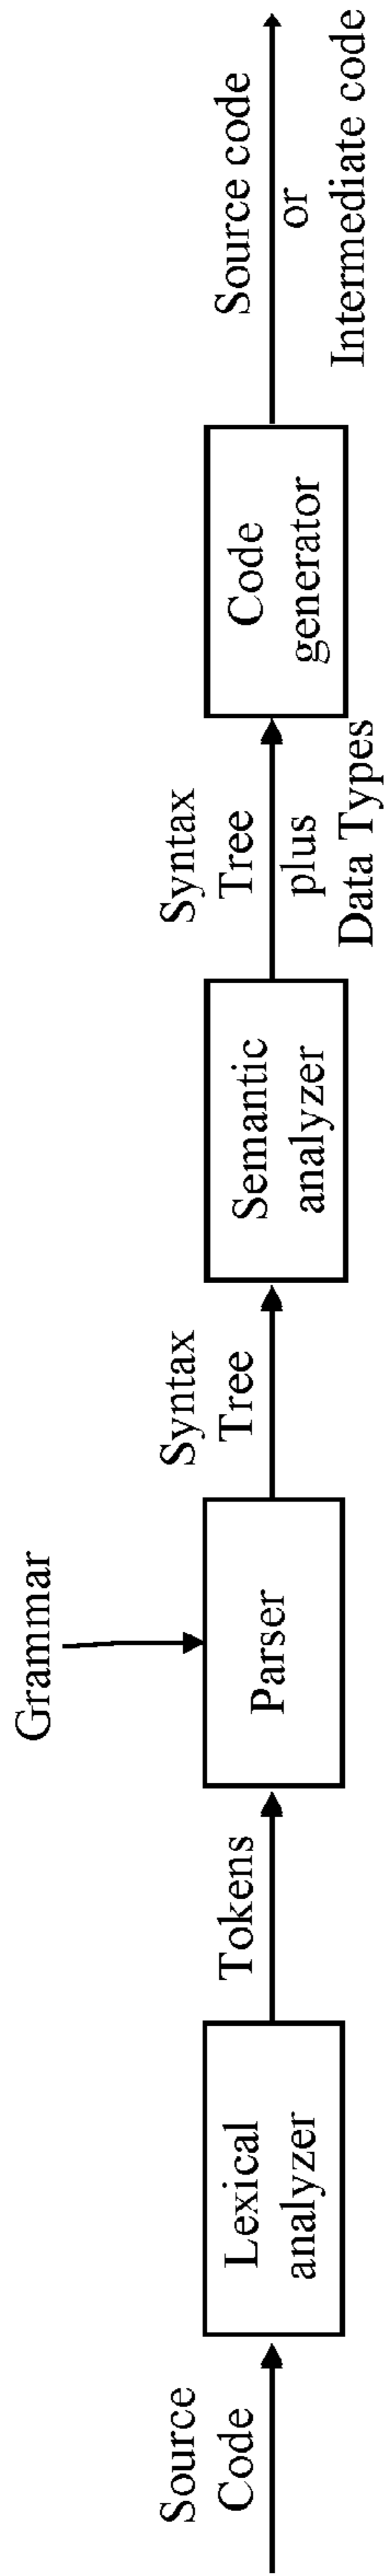 Grammar
Source
Code
Lexical
analyzer
Tokens
Parser
Syntax
Tree
Semantic
analyzer
Syntax
Tree
plus
Data Types
Code
generator
Source code
or
Intermediate code